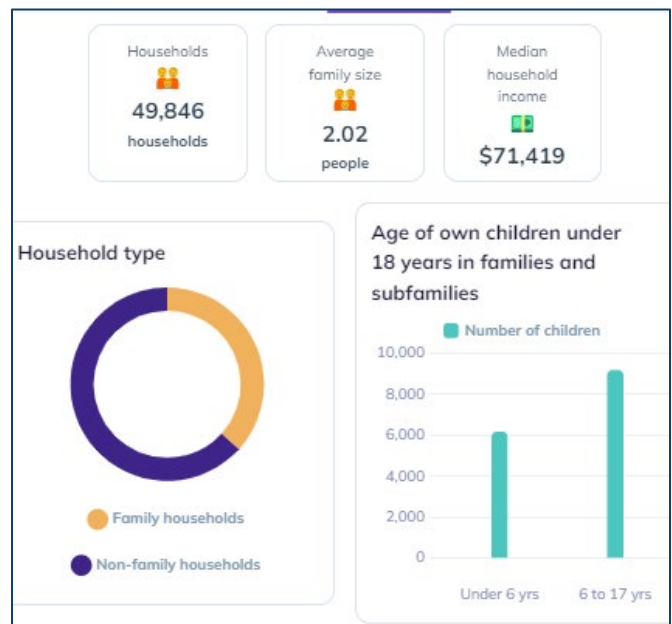 Households
49,846
households
Average
family size
2.02
people
Median
household
income
$71,419
Household type
Family households
Non-family households
Age of own children under
18 years in families and
subfamilies
Number of children
10,000
8,000
6,000
4,000
2,000
0
Under 6 yrs
6 to 17 yrs